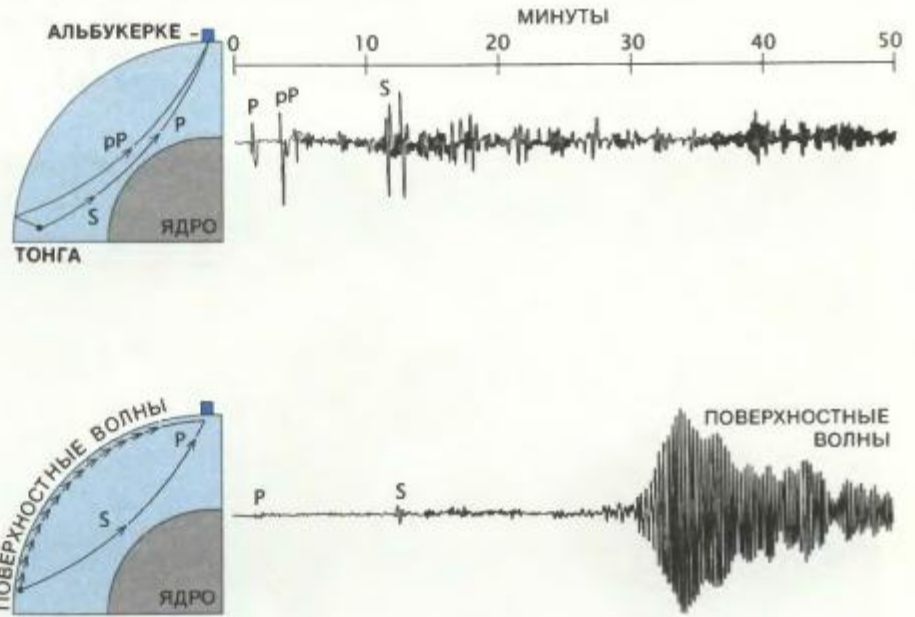 МИНУТЫ
АЛЬБУКЕРКЕ
0 10 20 30 40 50
P pP S
pP P
S
ЯДРО
ТОНГА
ПОВЕРХНОСТНЫЕ ВОЛНЫ
P
S
ЯДРО
P S
ПОВЕРХНОСТНЫЕ
ВОЛНЫ